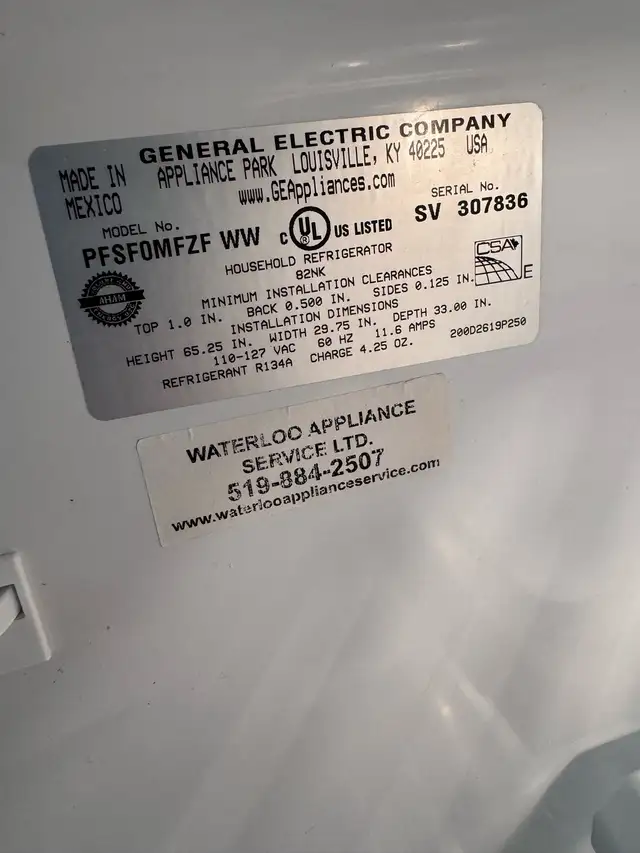 GENERAL ELECTRIC COMPANY
MADE IN MEXICO
APPLIANCE PARK LOUISVILLE, KY 40225 USA
www.GEAppliances.com
MODEL No.
PFSF0MFZF WW
C UL US LISTED
SERIAL No.
SV 307836
HOUSEHOLD REFRIGERATOR
82NK
AHAM
CSA E
MINIMUM INSTALLATION CLEARANCES
TOP 1.0 IN. BACK 0.500 IN. SIDES 0.125 IN.
INSTALLATION DIMENSIONS
HEIGHT 65.25 IN. WIDTH 29.75 IN. DEPTH 33.00 IN.
110-127 VAC 60 HZ 11.6 AMPS 200D2619P250
REFRIGERANT R134A CHARGE 4.25 OZ.
WATERLOO APPLIANCE
SERVICE LTD.
519-884-2507
www.waterlooapplianceservice.com